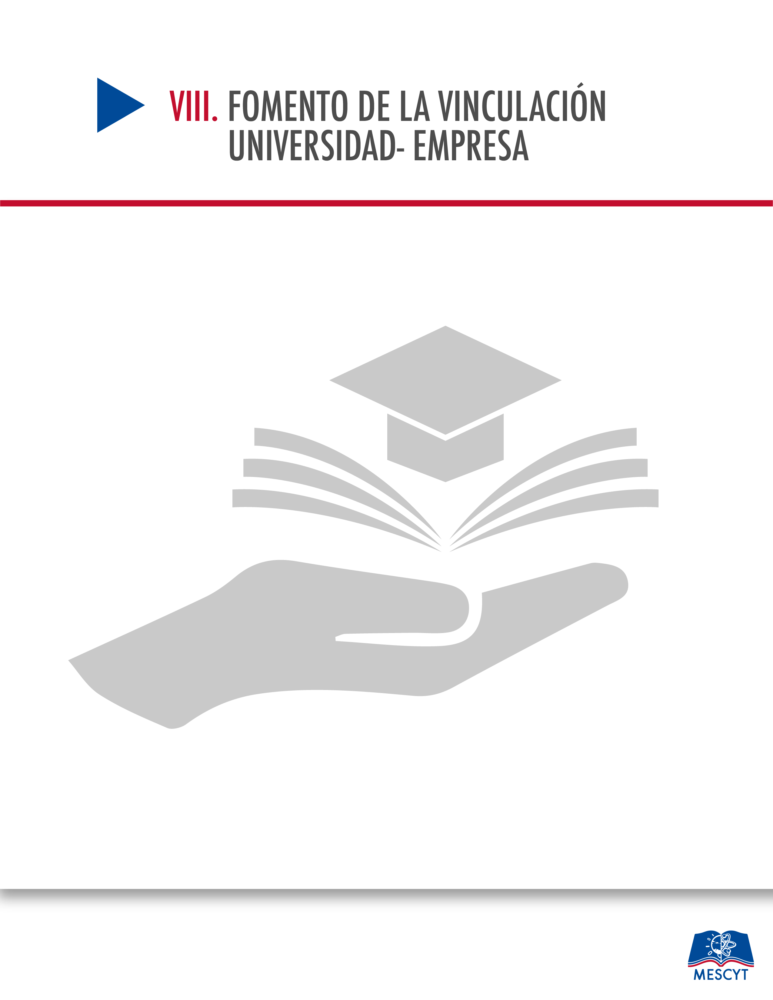 VIII. FOMENTO DE LA VINCULACIÓN
UNIVERSIDAD- EMPRESA
MESCYT